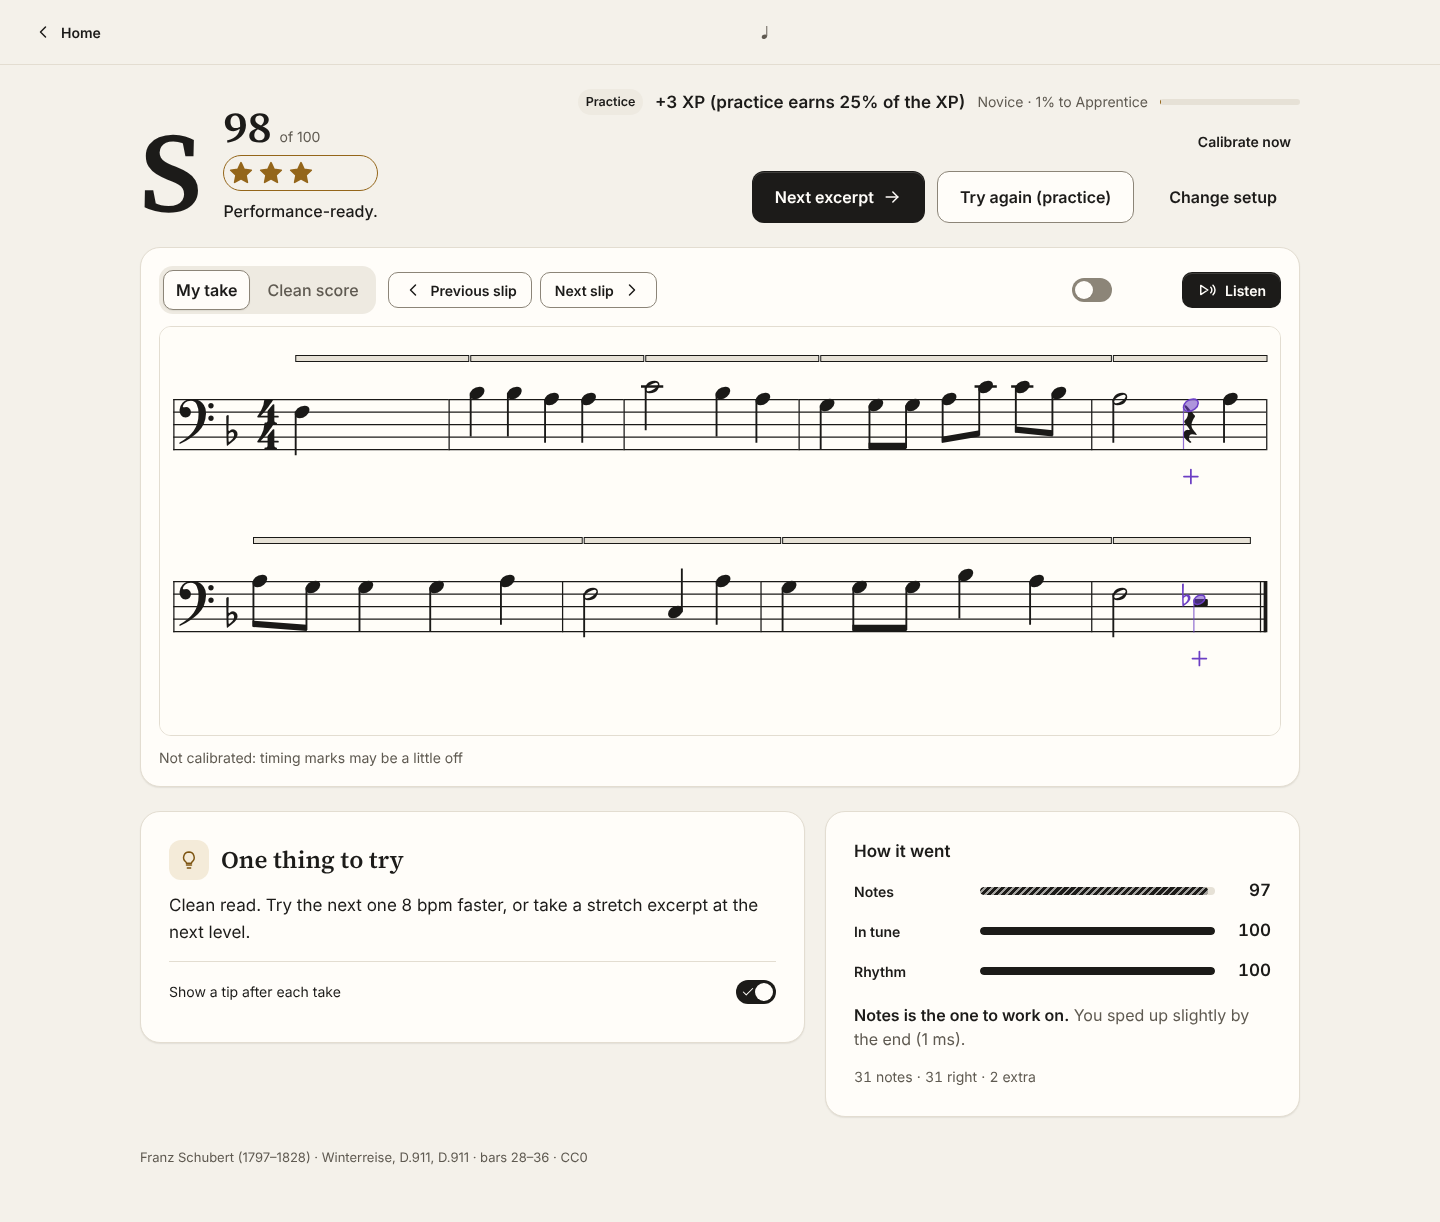 Home
Practice +3 XP (practice earns 25% of the XP) Novice · 1% to Apprentice
S 98 of 100
Performance-ready.
Calibrate now
Next excerpt Try again (practice) Change setup
My take Clean score Previous slip Next slip Listen
4
4
Not calibrated: timing marks may be a little off
One thing to try
Clean read. Try the next one 8 bpm faster, or take a stretch excerpt at the
next level.
Show a tip after each take
How it went
Notes 97
In tune 100
Rhythm 100
Notes is the one to work on. You sped up slightly by
the end (1 ms).
31 notes · 31 right · 2 extra
Franz Schubert (1797–1828) · Winterreise, D.911, D.911 · bars 28–36 · CC0